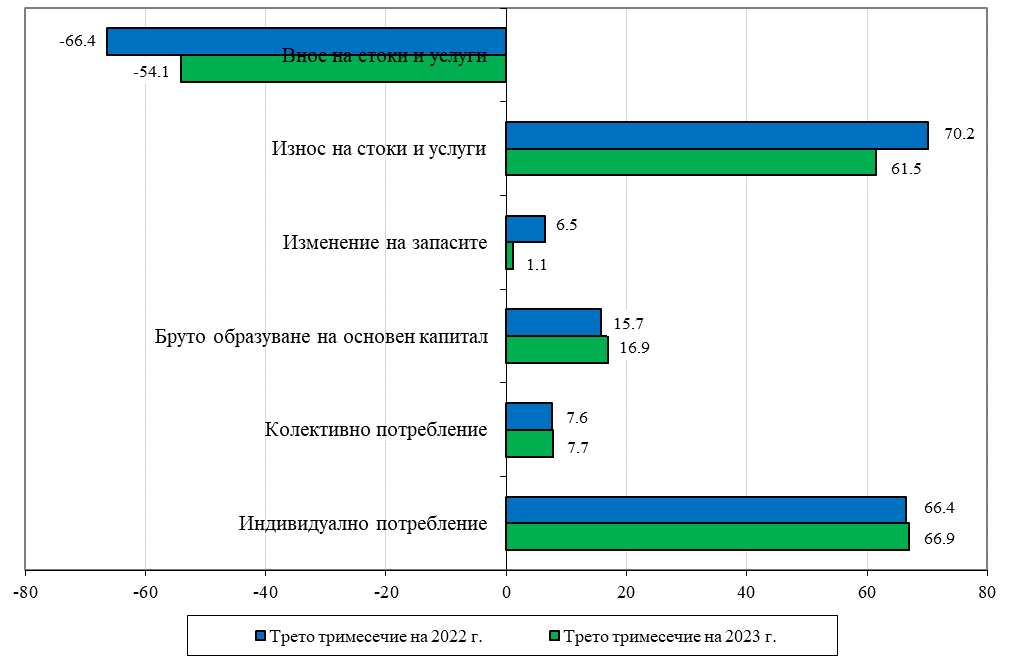 -66.4
Внос на стоки и услуги
-54.1
70.2
Износ на стоки и услуги
61.5
6.5
Изменение на запасите
1.1
15.7
Бруто образуване на основен капитал
16.9
7.6
Колективно потребление
7.7
66.4
Индивидуално потребление
66.9
-80 -60 -40 -20 0 20 40 60 80
Трето тримесечие на 2022 г. Трето тримесечие на 2023 г.